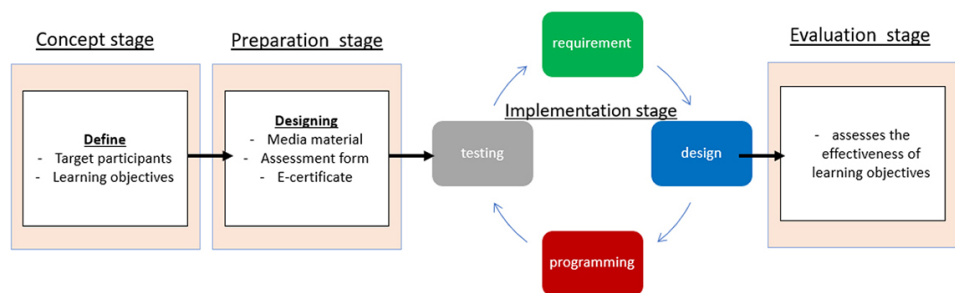 Concept stage
Define
- Target participants
- Learning objectives
Preparation stage
Designing
- Media material
- Assessment form
- E-certificate
Implementation stage
requirement
design
programming
testing
Evaluation stage
- assesses the
effectiveness of
learning objectives